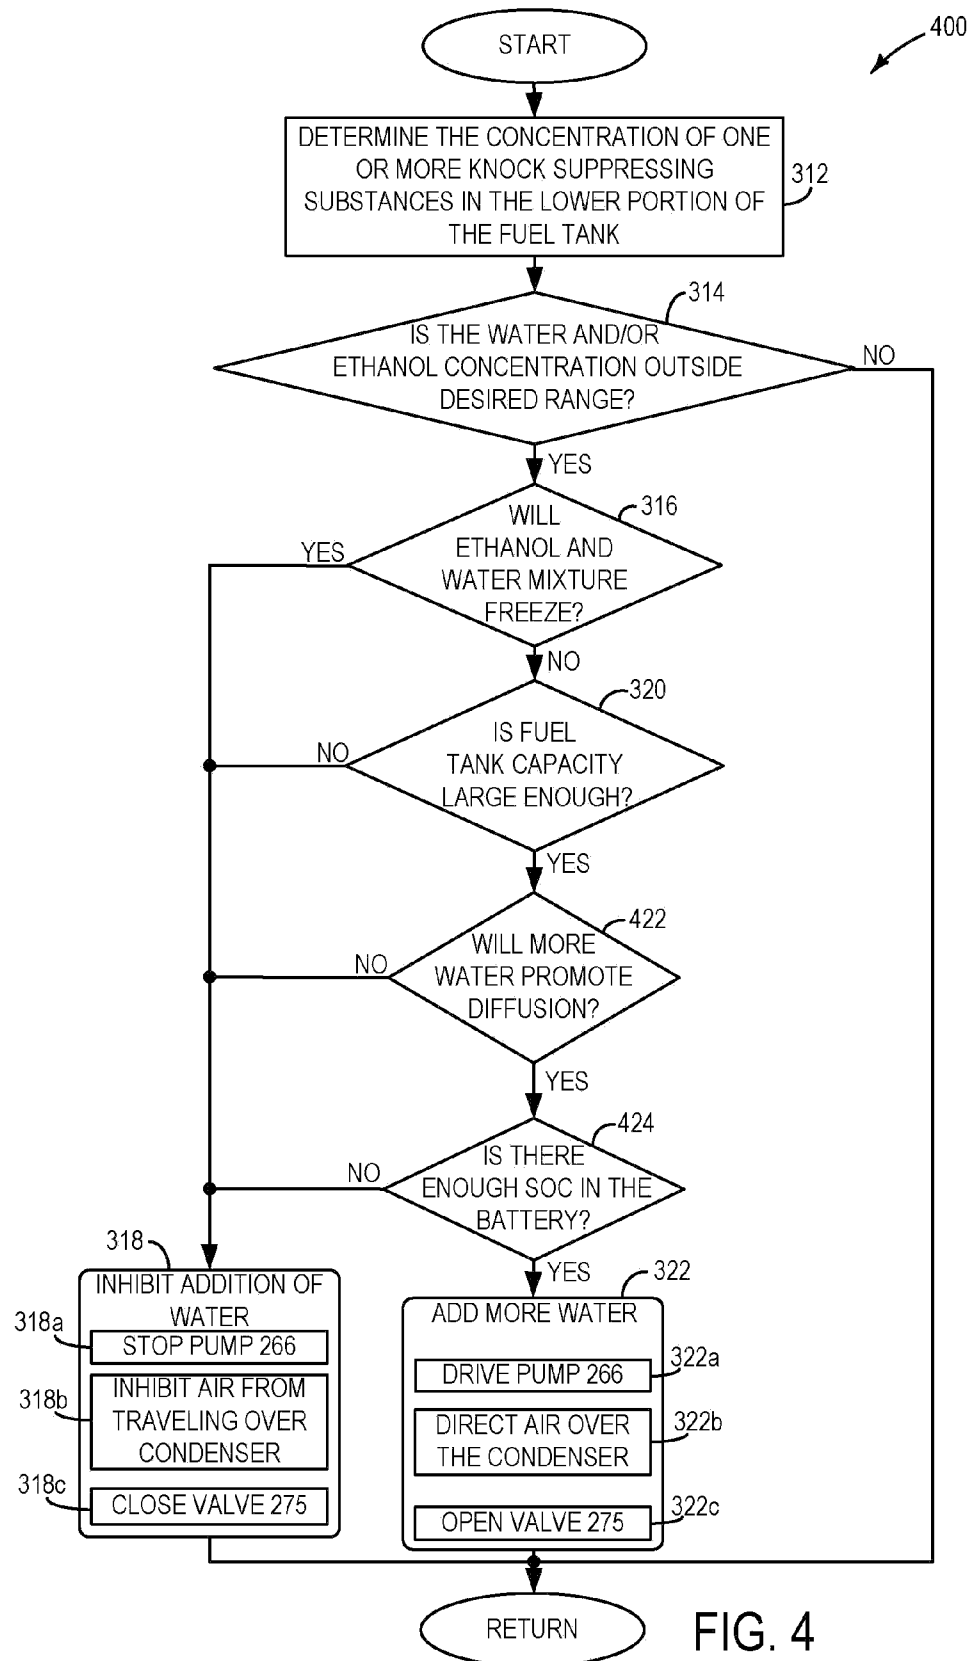 400
START
DETERMINE THE CONCENTRATION OF ONE
OR MORE KNOCK SUPPRESSING
SUBSTANCES IN THE LOWER PORTION OF
THE FUEL TANK
312
314
IS THE WATER AND/OR
ETHANOL CONCENTRATION OUTSIDE
DESIRED RANGE?
NO
YES
316
WILL
ETHANOL AND
WATER MIXTURE
FREEZE?
YES
NO
320
IS FUEL
TANK CAPACITY
LARGE ENOUGH?
NO
YES
422
WILL MORE
WATER PROMOTE
DIFFUSION?
NO
YES
424
IS THERE
ENOUGH SOC IN THE
BATTERY?
NO
YES
318
INHIBIT ADDITION OF
WATER
318a
STOP PUMP 266
318b
INHIBIT AIR FROM
TRAVELING OVER
CONDENSER
318c
CLOSE VALVE 275
322
ADD MORE WATER
DRIVE PUMP 266
322a
DIRECT AIR OVER
THE CONDENSER
322b
OPEN VALVE 275
322c
RETURN
FIG. 4